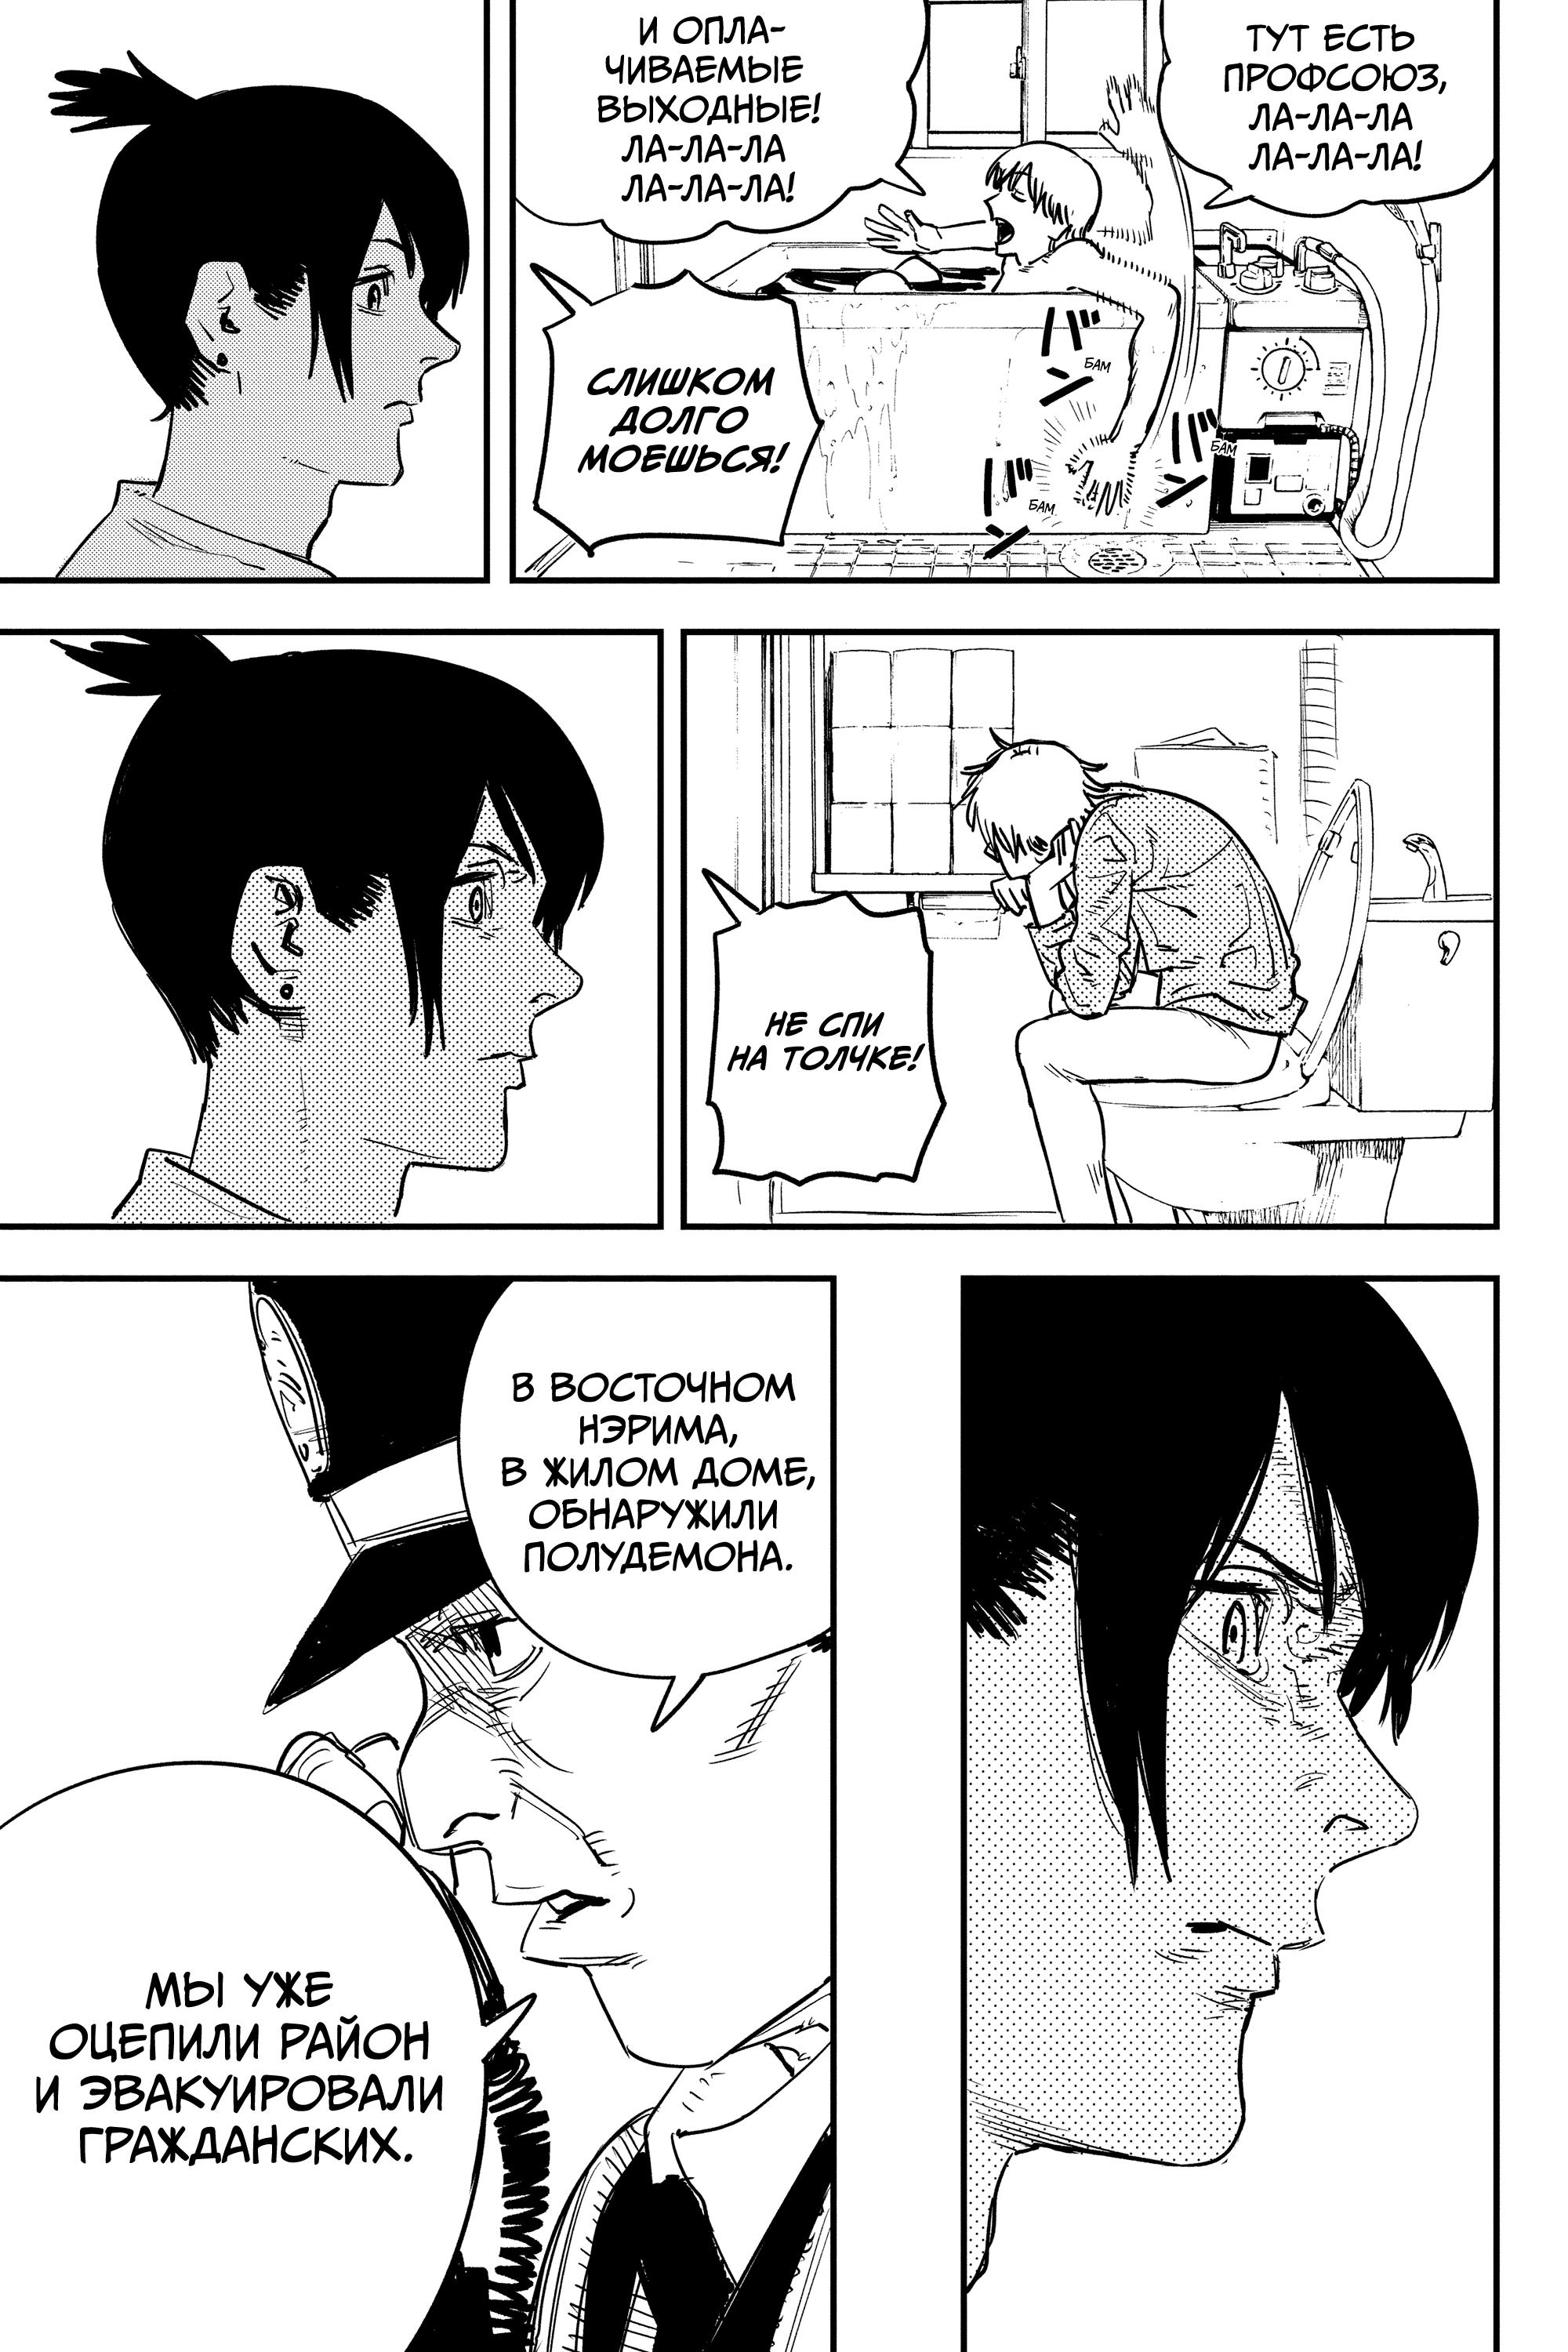 ТУТ ЕСТЬ
ПРОФСОЮЗ,
ЛА-ЛА-ЛА
ЛА-ЛА-ЛА!
И ОПЛА-
ЧИВАЕМЫЕ
ВЫХОДНЫЕ!
ЛА-ЛА-ЛА
ЛА-ЛА-ЛА!
バン
БАМ
バン
БАМ
バン
БАМ
СЛИШКОМ
ДОЛГО
МОЕШЬСЯ!
НЕ СПИ
НА ТОЛЧКЕ!
В ВОСТОЧНОМ
НЭРИМА,
В ЖИЛОМ ДОМЕ,
ОБНАРУЖИЛИ
ПОЛУДЕМОНА.
МЫ УЖЕ
ОЦЕПИЛИ РАЙОН
И ЭВАКУИРОВАЛИ
ГРАЖДАНСКИХ.